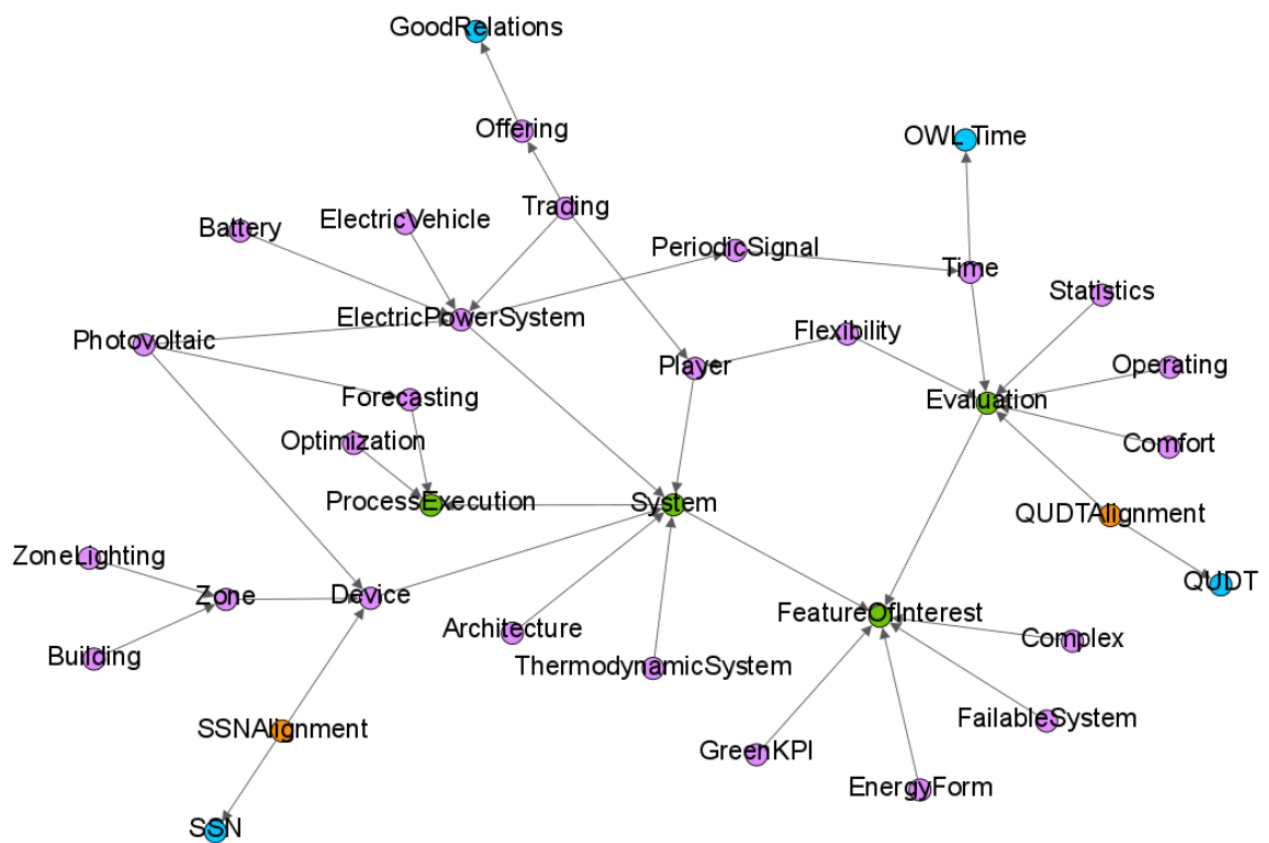 GoodRelations
Offering
OWL Time
Trading
Battery
ElectricVehicle
PeriodicSignal
Time
Statistics
ElectricPowerSystem
Photovoltaic
Flexibility
Player
Operating
Forecasting
Evaluation
Optimization
Comfort
ProcessExecution
System
QUDTAlignment
ZoneLighting
Zone
Device
QUDT
FeatureOfInterest
Architecture
Complex
Building
ThermodynamicSystem
SSNAlignment
FailableSystem
GreenKPI
EnergyForm
SSN